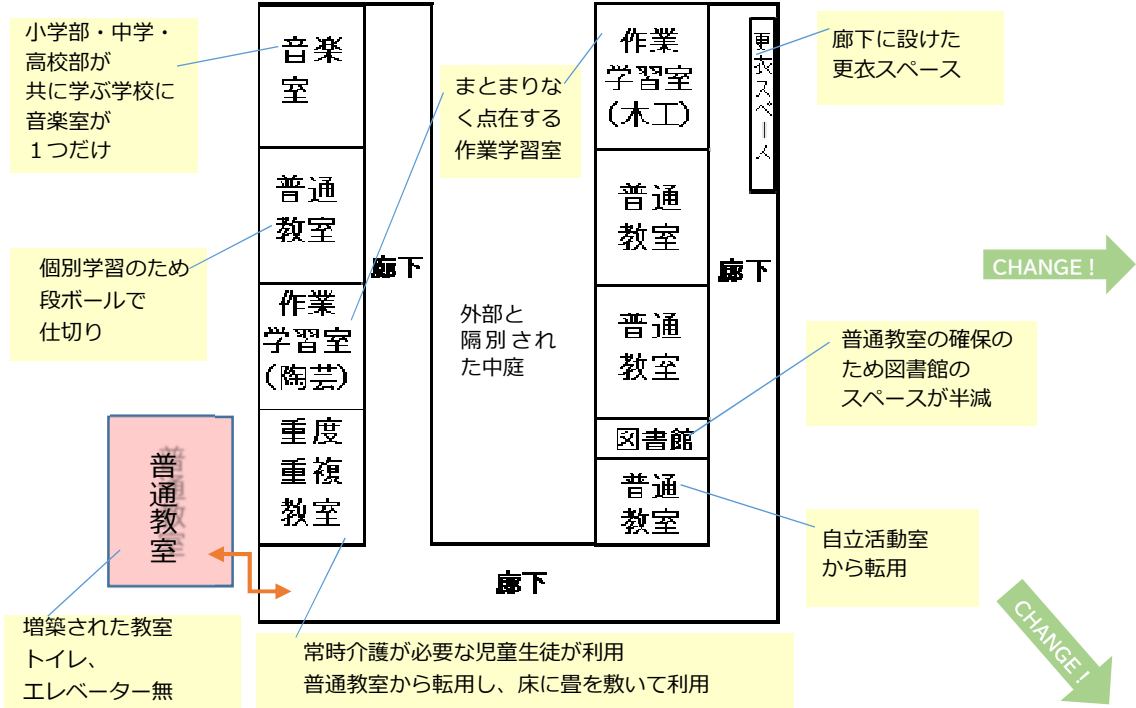 小学部・中学・
高校部が
共に学ぶ学校に
音楽室が
１つだけ
音楽
室
まとまりな
く点在する
作業学習室
作業
学習室
(木工)
更衣スペース
廊下に設けた
更衣スペース
普通
教室
普通
教室
個別学習のため
段ボールで
仕切り
廊下
廊下
CHANGE！
作業
学習室
(陶芸)
外部と
隔別され
た中庭
普通
教室
普通教室の確保の
ため図書館の
スペースが半減
重度
重複
教室
図書館
普通
教室
普通教室
自立活動室
から転用
廊下
増築された教室
トイレ、
エレベーター無
常時介護が必要な児童生徒が利用
普通教室から転用し、床に畳を敷いて利用
CHANGE！